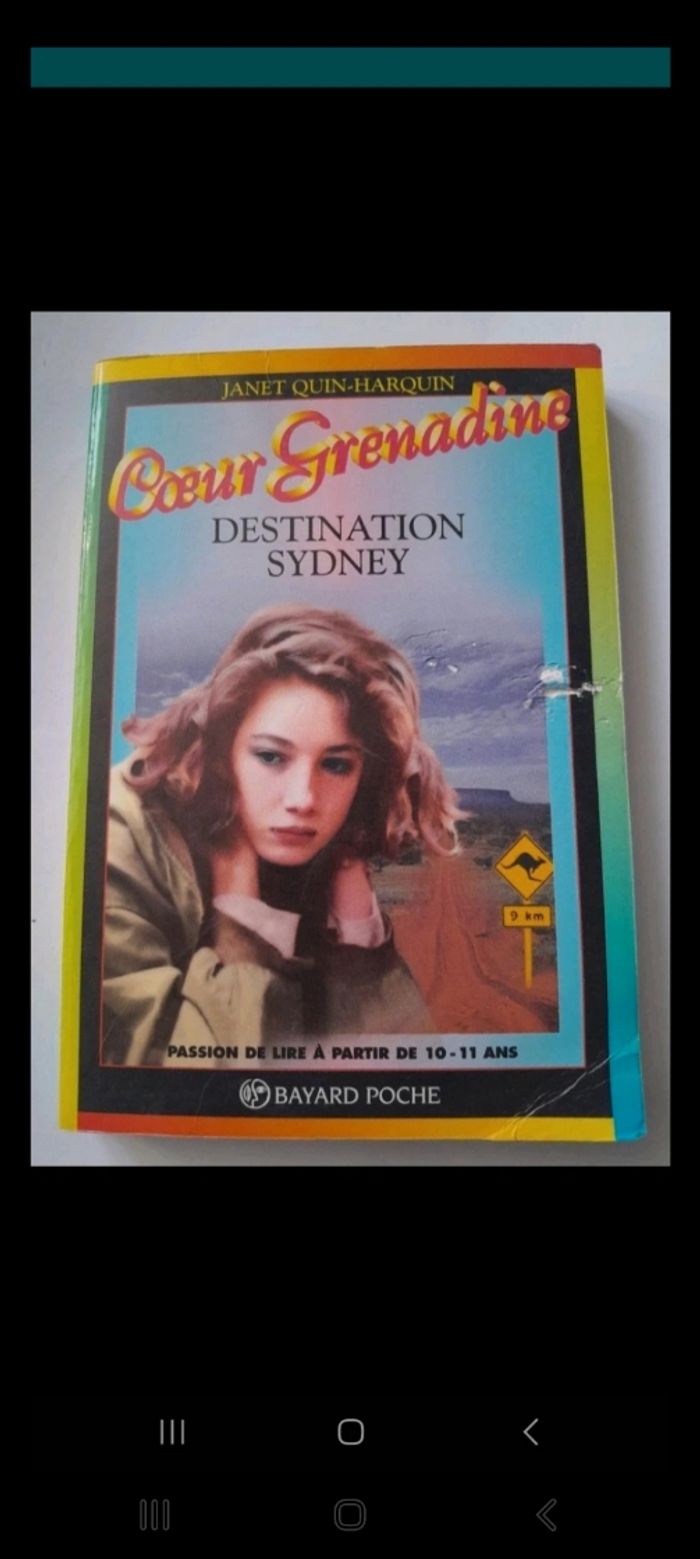 JANET QUIN-HARQUIN
Cœur Grenadine
DESTINATION
SYDNEY
9 km
PASSION DE LIRE À PARTIR DE 10-11 ANS
BAYARD POCHE